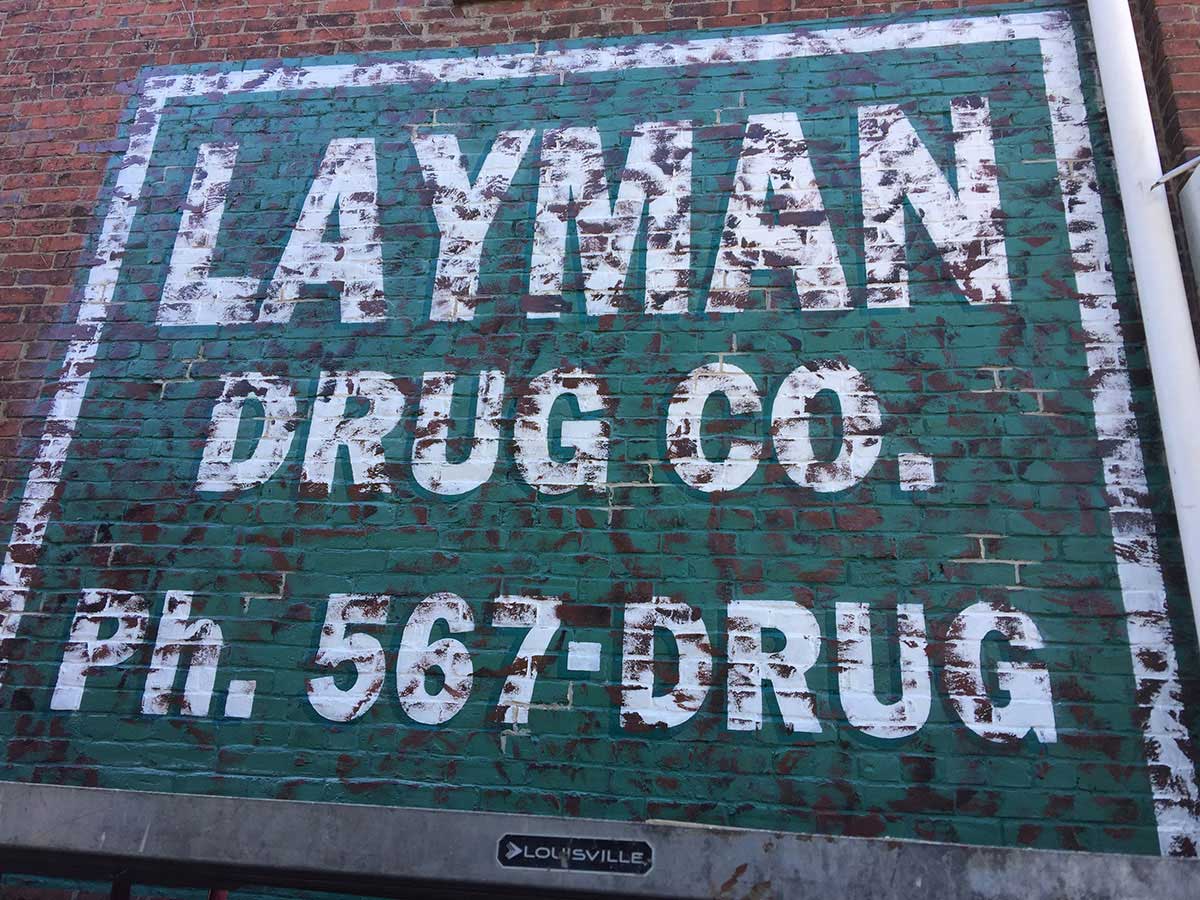 LAYMAN
DRUG CO.
Ph. 567-DRUG
LOUISVILLE